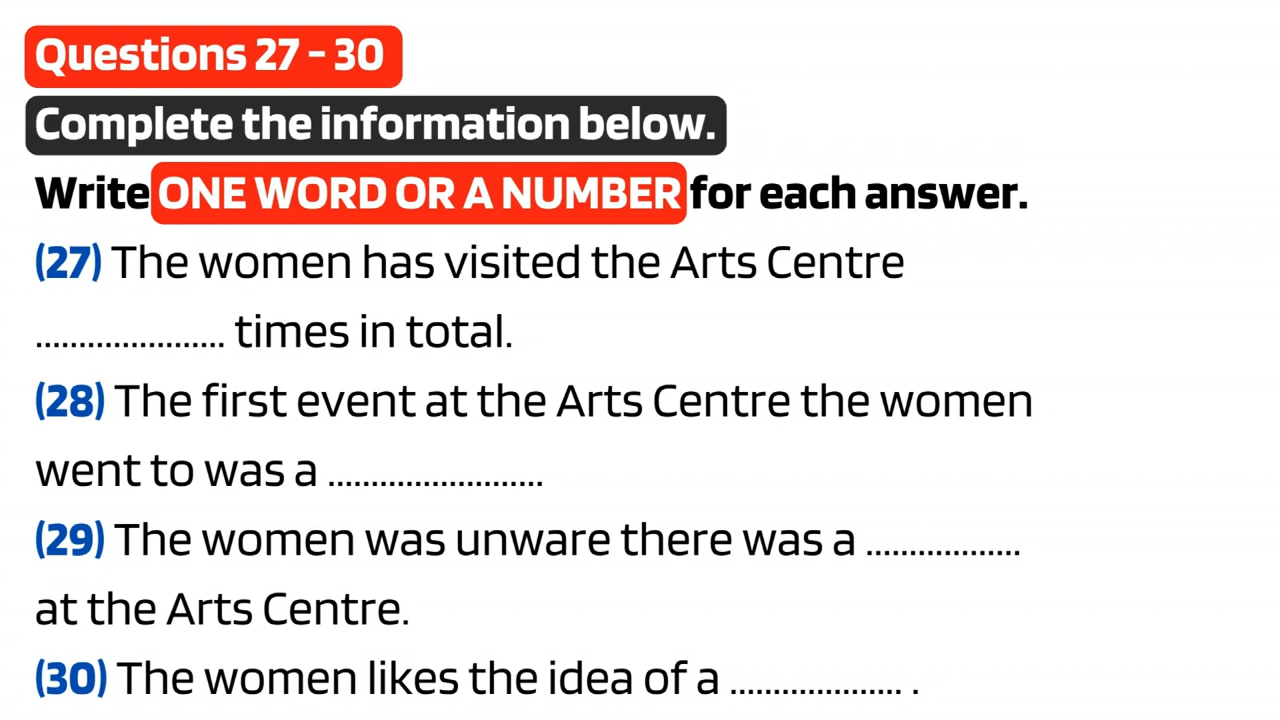 Questions 27 - 30
Complete the information below.
Write ONE WORD OR A NUMBER for each answer.
(27) The women has visited the Arts Centre
...................... times in total.
(28) The first event at the Arts Centre the women
went to was a .........................
(29) The women was unware there was a ..................
at the Arts Centre.
(30) The women likes the idea of a .................... .